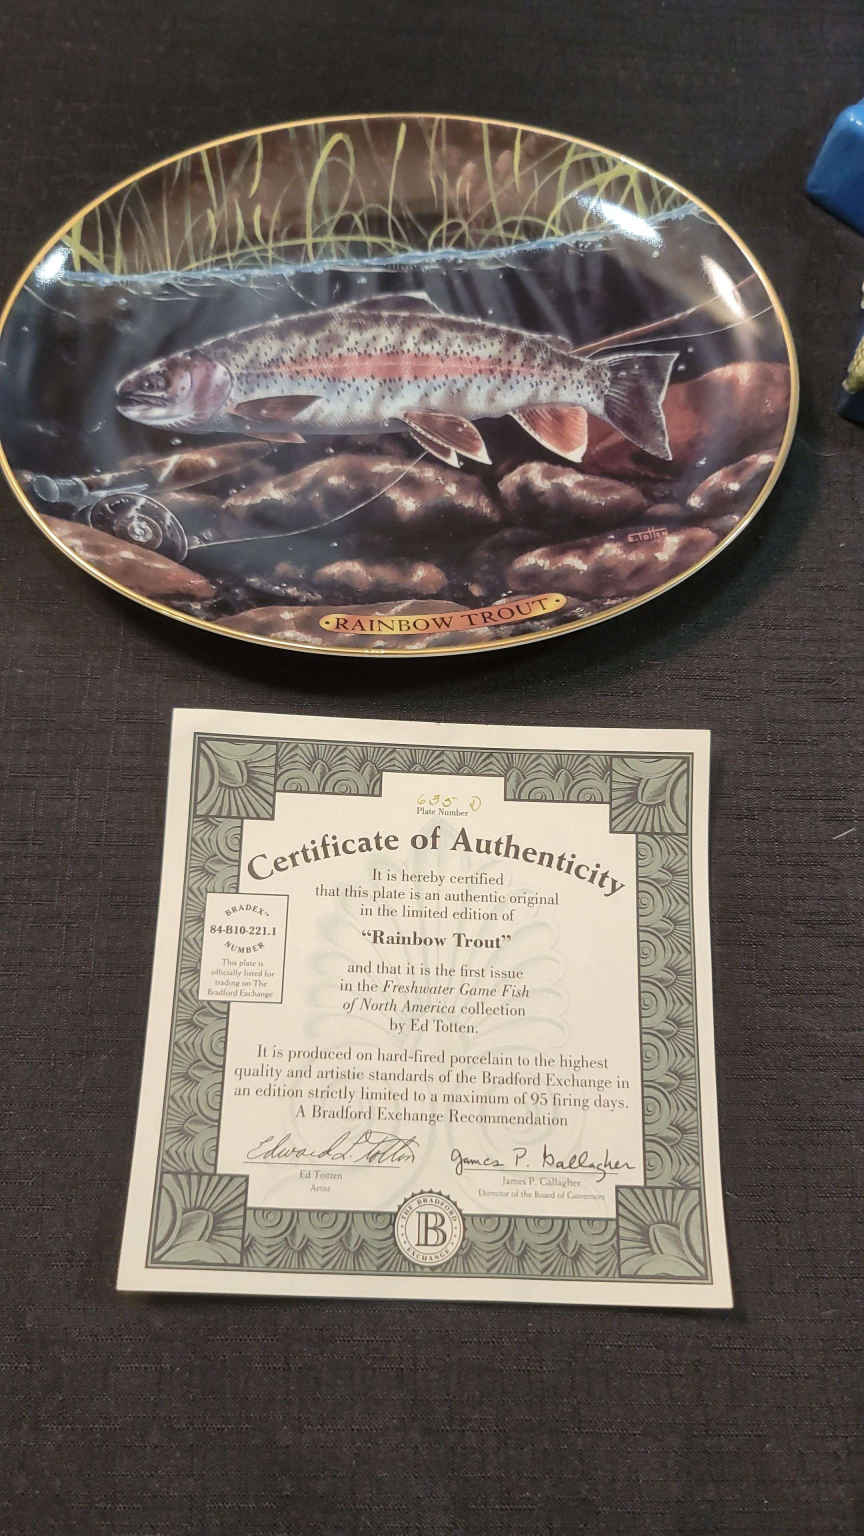 RAINBOW TROUT
635 D
Plate Number
Certificate of Authenticity
It is hereby certified
that this plate is an authentic original
in the limited edition of
“Rainbow Trout”
and that it is the first issue
in the Freshwater Game Fish
of North America collection
by Ed Totten.
BRADEX™
84-B10-221.1
NUMBER
This plate is
officially listed for
trading on The
Bradford Exchange
It is produced on hard-fired porcelain to the highest
quality and artistic standards of the Bradford Exchange in
an edition strictly limited to a maximum of 95 firing days.
A Bradford Exchange Recommendation
Edward L. Totten
Ed Totten
Artist
James P. Gallagher
James P. Gallagher
Director of the Board of Governors
THE BRADFORD
B
EXCHANGE